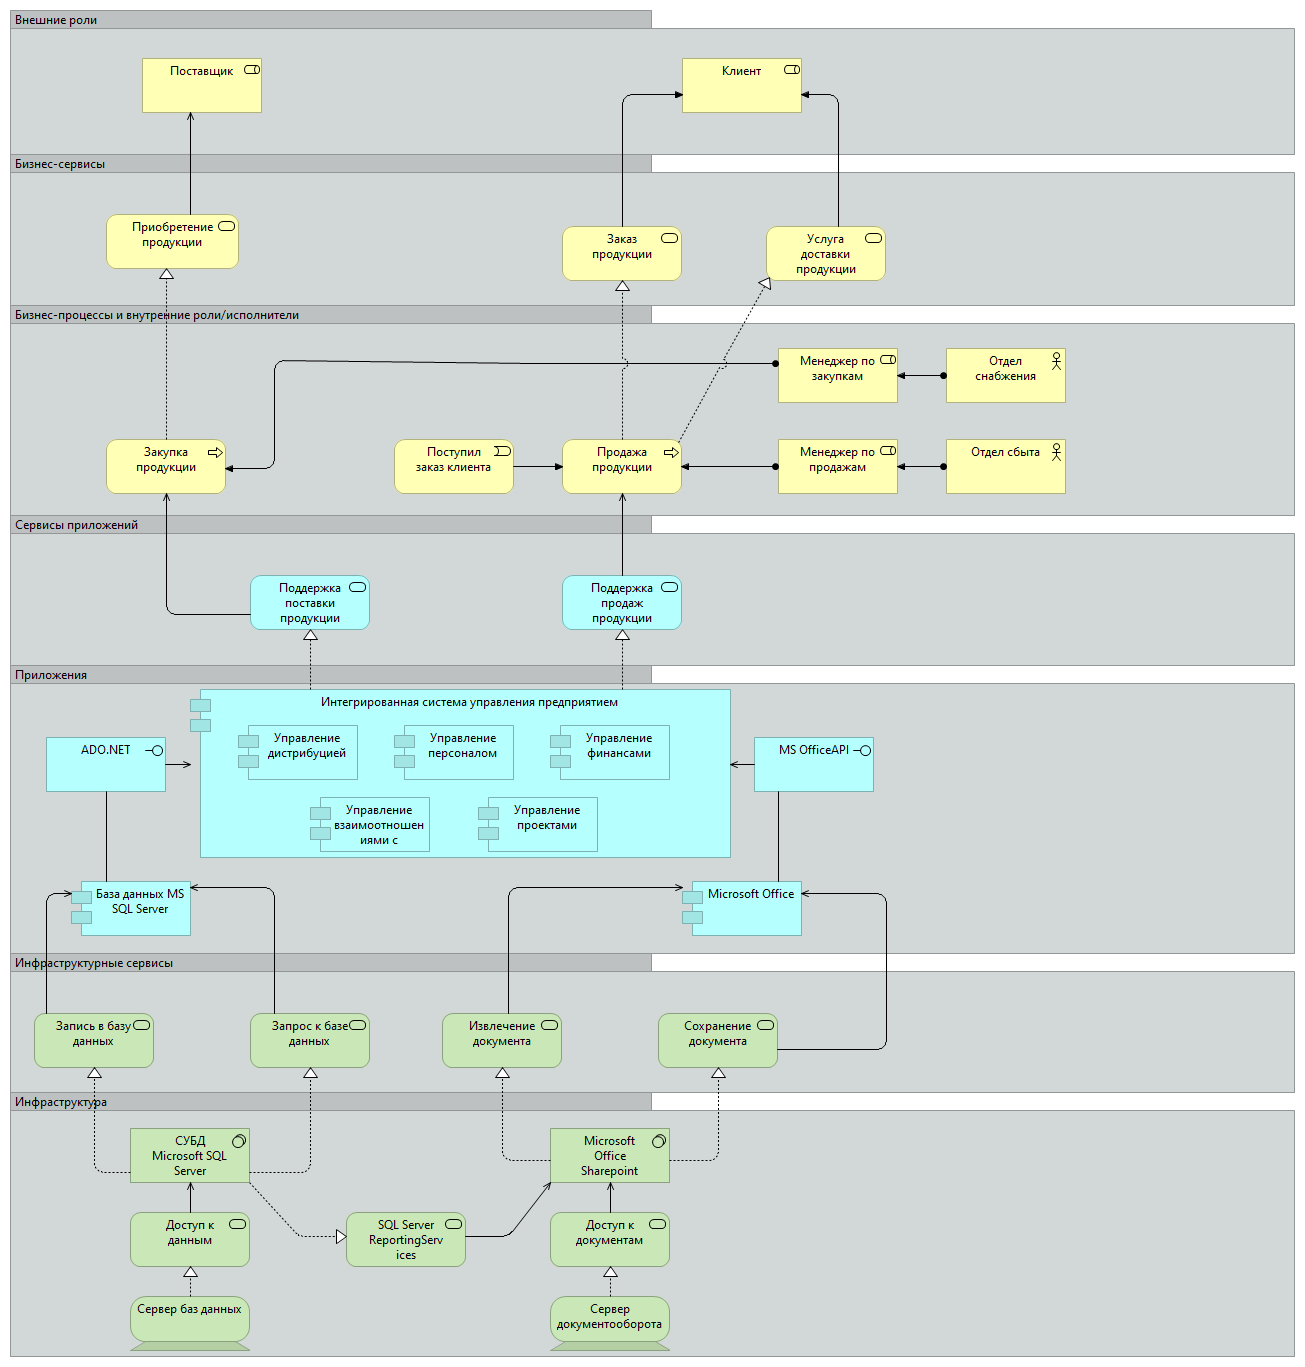 Внешние роли
Поставщик
Клиент
Бизнес-сервисы
Приобретение
продукции
Заказ
продукции
Услуга
доставки
продукции
Бизнес-процессы и внутренние роли/исполнители
Менеджер по
закупкам
Отдел
снабжения
Закупка
продукции
Поступил
заказ клиента
Продажа
продукции
Менеджер по
продажам
Отдел сбыта
Сервисы приложений
Поддержка
поставки
продукции
Поддержка
продаж
продукции
Приложения
Интегрированная система управления предприятием
Управление
дистрибуцией
Управление
персоналом
Управление
финансами
ADO.NET
MS OfficeAPI
Управление
взаимоотношен
иями с
Управление
проектами
База данных MS
SQL Server
Microsoft Office
Инфраструктурные сервисы
Запись в базу
данных
Запрос к базе
данных
Извлечение
документа
Сохранение
документа
Инфраструктура
СУБД
Microsoft SQL
Server
Microsoft
Office
Sharepoint
Доступ к
данным
SQL Server
ReportingServ
ices
Доступ к
документам
Сервер баз данных
Сервер
документооборота